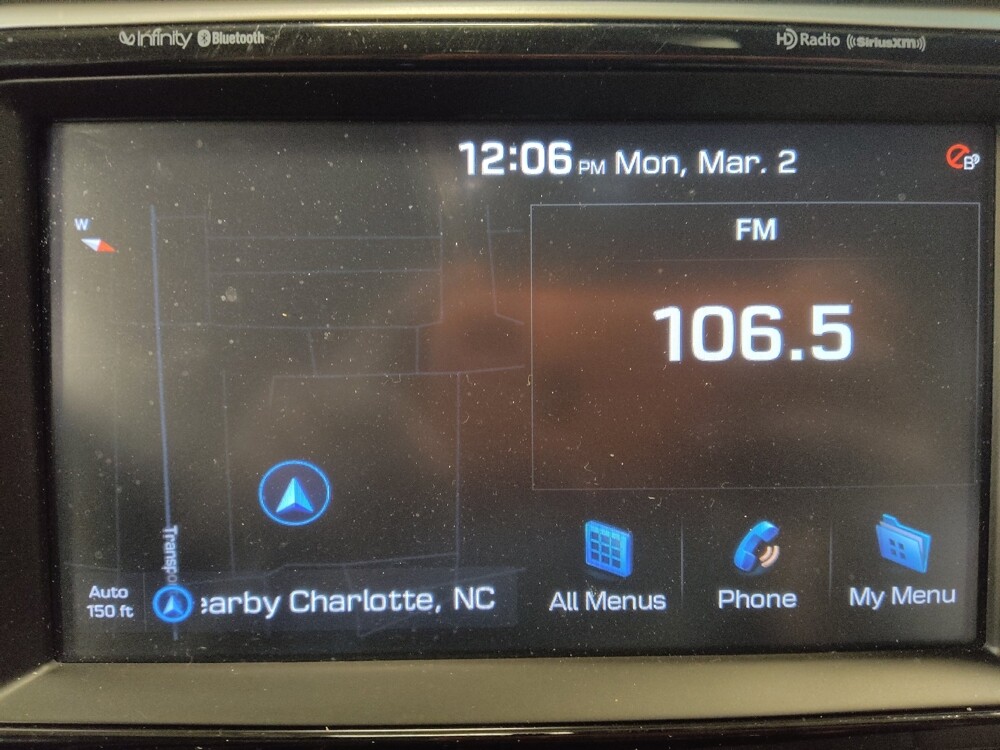 Infinity Bluetooth HD Radio ((SiriusXM))
12:06 PM Mon, Mar. 2
W
FM
106.5
Auto
150 ft
earby Charlotte, NC
All Menus
Phone
My Menu